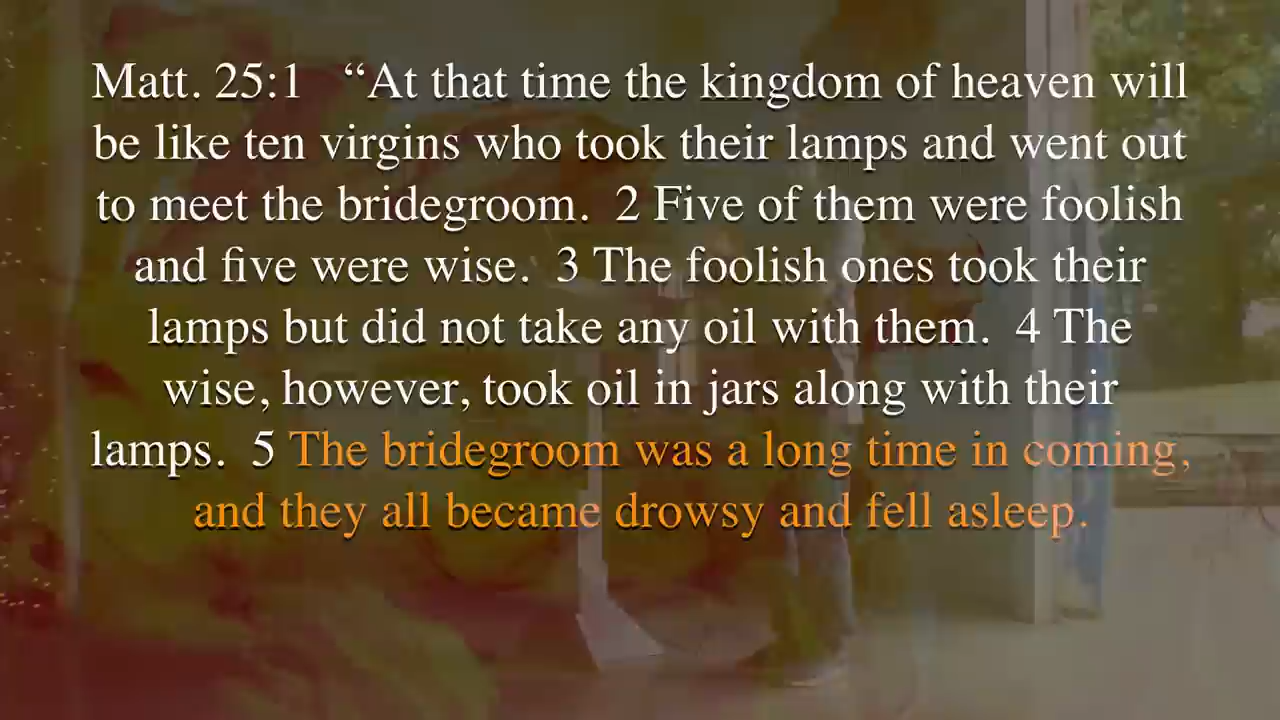 Matt. 25:1 “At that time the kingdom of heaven will
be like ten virgins who took their lamps and went out
to meet the bridegroom. 2 Five of them were foolish
and five were wise. 3 The foolish ones took their
lamps but did not take any oil with them. 4 The
wise, however, took oil in jars along with their
lamps. 5 The bridegroom was a long time in coming,
and they all became drowsy and fell asleep.